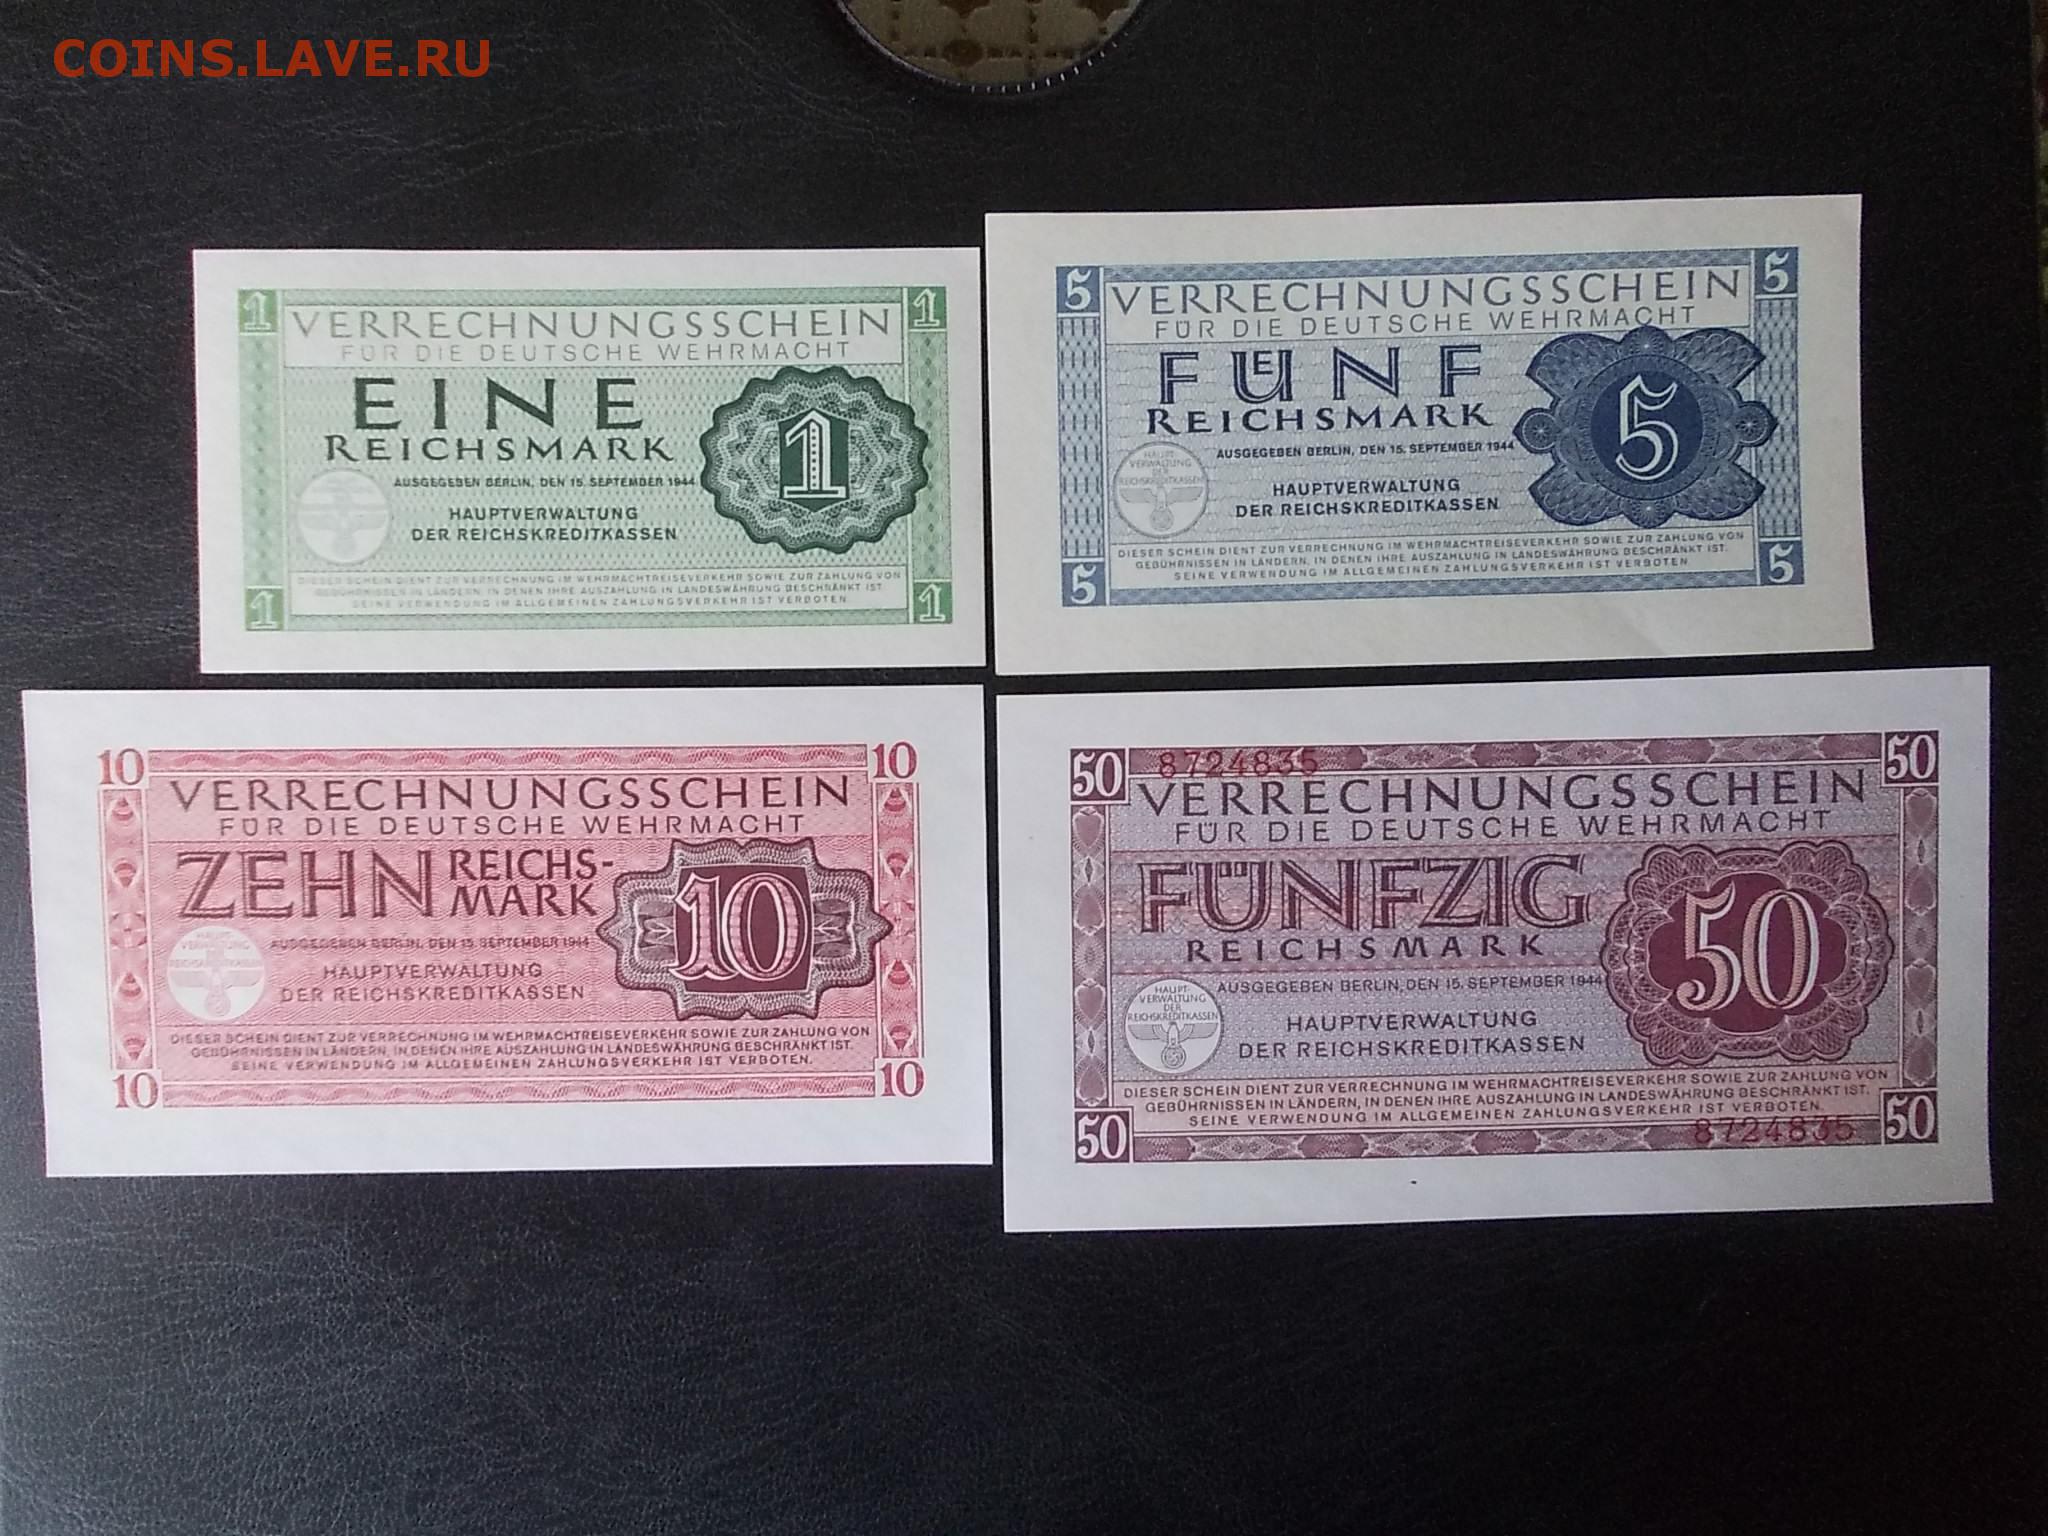 COINS.LAVE.RU
1 1
VERRECHNUNGSSCHEIN
FÜR DIE DEUTSCHE WEHRMACHT
EINE
REICHSMARK
1
AUSGEGEBEN BERLIN, DEN 15. SEPTEMBER 1944
HAUPTVERWALTUNG
DER REICHSKREDITKASSEN
DIESER SCHEIN DIENT ZUR VERRECHNUNG IM WEHRMACHTREISEVERKEHR SOWIE ZUR ZAHLUNG VON
GEBÜHRNISSEN IN LÄNDERN, IN DENEN IHRE AUSZAHLUNG IN LANDESWÄHRUNG BESCHRÄNKT IST.
SEINE VERWENDUNG IM ALLGEMEINEN ZAHLUNGSVERKEHR IST VERBOTEN.
1 1
5 5
VERRECHNUNGSSCHEIN
FÜR DIE DEUTSCHE WEHRMACHT
FÜNF
REICHSMARK
5
AUSGEGEBEN BERLIN, DEN 15. SEPTEMBER 1944
HAUPT-
VERWALTUNG
DER
REICHSKREDITKASSEN
HAUPTVERWALTUNG
DER REICHSKREDITKASSEN
DIESER SCHEIN DIENT ZUR VERRECHNUNG IM WEHRMACHTREISEVERKEHR SOWIE ZUR ZAHLUNG VON
GEBÜHRNISSEN IN LÄNDERN, IN DENEN IHRE AUSZAHLUNG IN LANDESWÄHRUNG BESCHRÄNKT IST.
SEINE VERWENDUNG IM ALLGEMEINEN ZAHLUNGSVERKEHR IST VERBOTEN
5 5
10 10
VERRECHNUNGSSCHEIN
FÜR DIE DEUTSCHE WEHRMACHT
ZEHN REICHS-
MARK
10
AUSGEGEBEN BERLIN, DEN 15. SEPTEMBER 1944
HAUPT-
VERWALTUNG
DER
REICHSKREDITKASSEN
HAUPTVERWALTUNG
DER REICHSKREDITKASSEN
DIESER SCHEIN DIENT ZUR VERRECHNUNG IM WEHRMACHTREISEVERKEHR SOWIE ZUR ZAHLUNG VON
GEBÜHRNISSEN IN LÄNDERN, IN DENEN IHRE AUSZAHLUNG IN LANDESWÄHRUNG BESCHRÄNKT IST.
SEINE VERWENDUNG IM ALLGEMEINEN ZAHLUNGSVERKEHR IST VERBOTEN.
10 10
50 8724835 50
VERRECHNUNGSSCHEIN
FÜR DIE DEUTSCHE WEHRMACHT
FÜNFZIG
REICHSMARK
50
AUSGEGEBEN BERLIN, DEN 15. SEPTEMBER 1944
HAUPT-
VERWALTUNG
DER
REICHSKREDITKASSEN
HAUPTVERWALTUNG
DER REICHSKREDITKASSEN
DIESER SCHEIN DIENT ZUR VERRECHNUNG IM WEHRMACHTREISEVERKEHR SOWIE ZUR ZAHLUNG VON
GEBÜHRNISSEN IN LÄNDERN, IN DENEN IHRE AUSZAHLUNG IN LANDESWÄHRUNG BESCHRÄNKT IST.
SEINE VERWENDUNG IM ALLGEMEINEN ZAHLUNGSVERKEHR IST VERBOTEN.
50 8724835 50